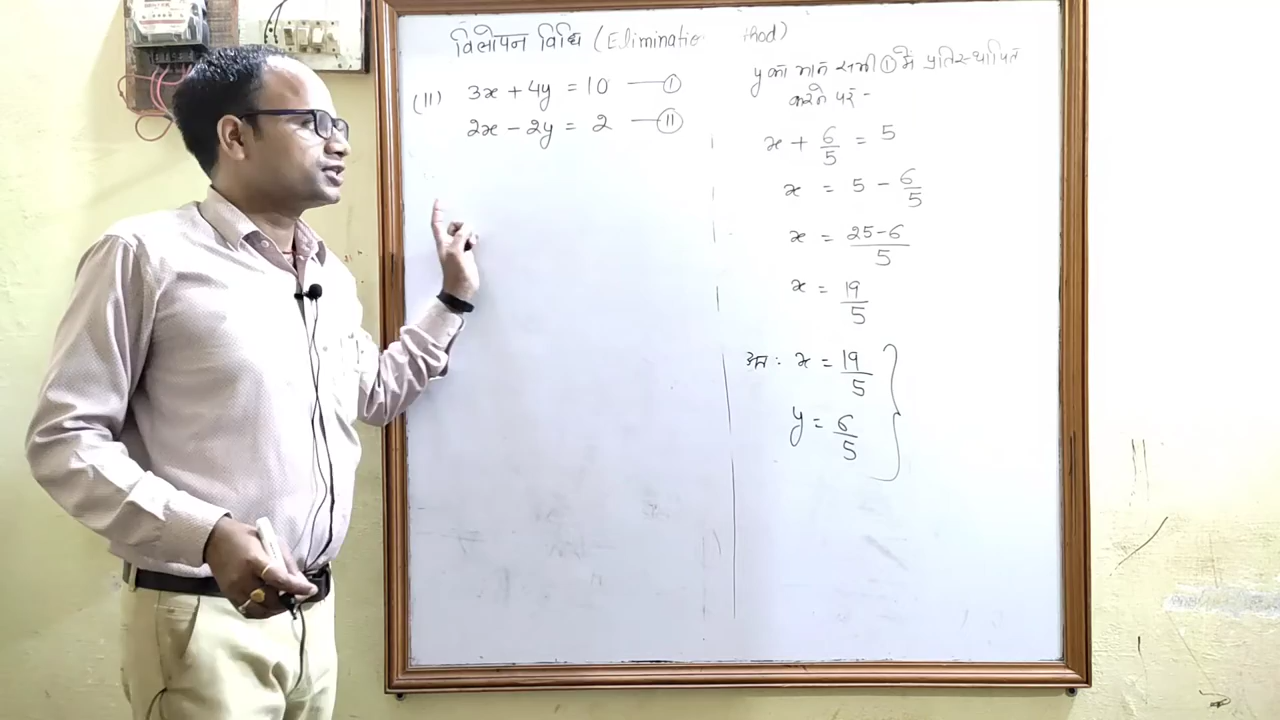 विलोपन विधि (Eliminatio thod)
(II) 3x + 4y = 10 —(I)
2x - 2y = 2 —(II)
y का मान समी (1) में प्रतिस्थापित
करने पर -
x + 6/5 = 5
x = 5 - 6/5
x = 25-6/5
x = 19/5
अतः x = 19/5
y = 6/5